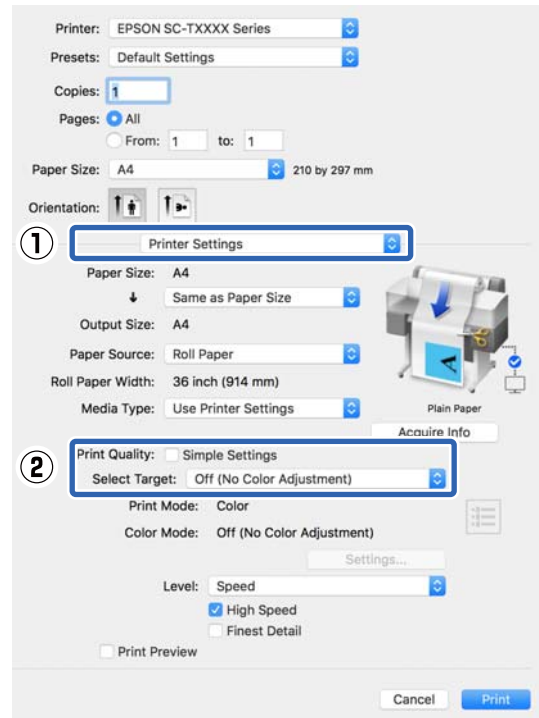 Printer: EPSON SC-TXXXX Series
Presets: Default Settings
Copies: 1
Pages: All
From: 1 to: 1
Paper Size: A4 210 by 297 mm
Orientation:
1 Printer Settings
Paper Size: A4
Same as Paper Size
Output Size: A4
Paper Source: Roll Paper
Roll Paper Width: 36 inch (914 mm)
Media Type: Use Printer Settings
Plain Paper
Acquire Info
2 Print Quality: Simple Settings
Select Target: Off (No Color Adjustment)
Print Mode: Color
Color Mode: Off (No Color Adjustment)
Settings...
Level: Speed
High Speed
Finest Detail
Print Preview
Cancel Print